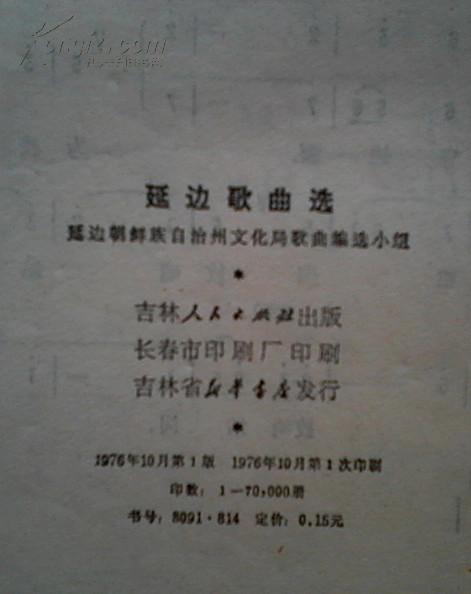 延边歌曲选
延边朝鲜族自治州文化局歌曲编选小组
*
吉林人民出版社出版
长春市印刷厂印刷
吉林省新华书店发行
*
1976年10月第1版 1976年10月第1次印刷
印数：1—70,000册
书号：8091·814 定价：0.15元